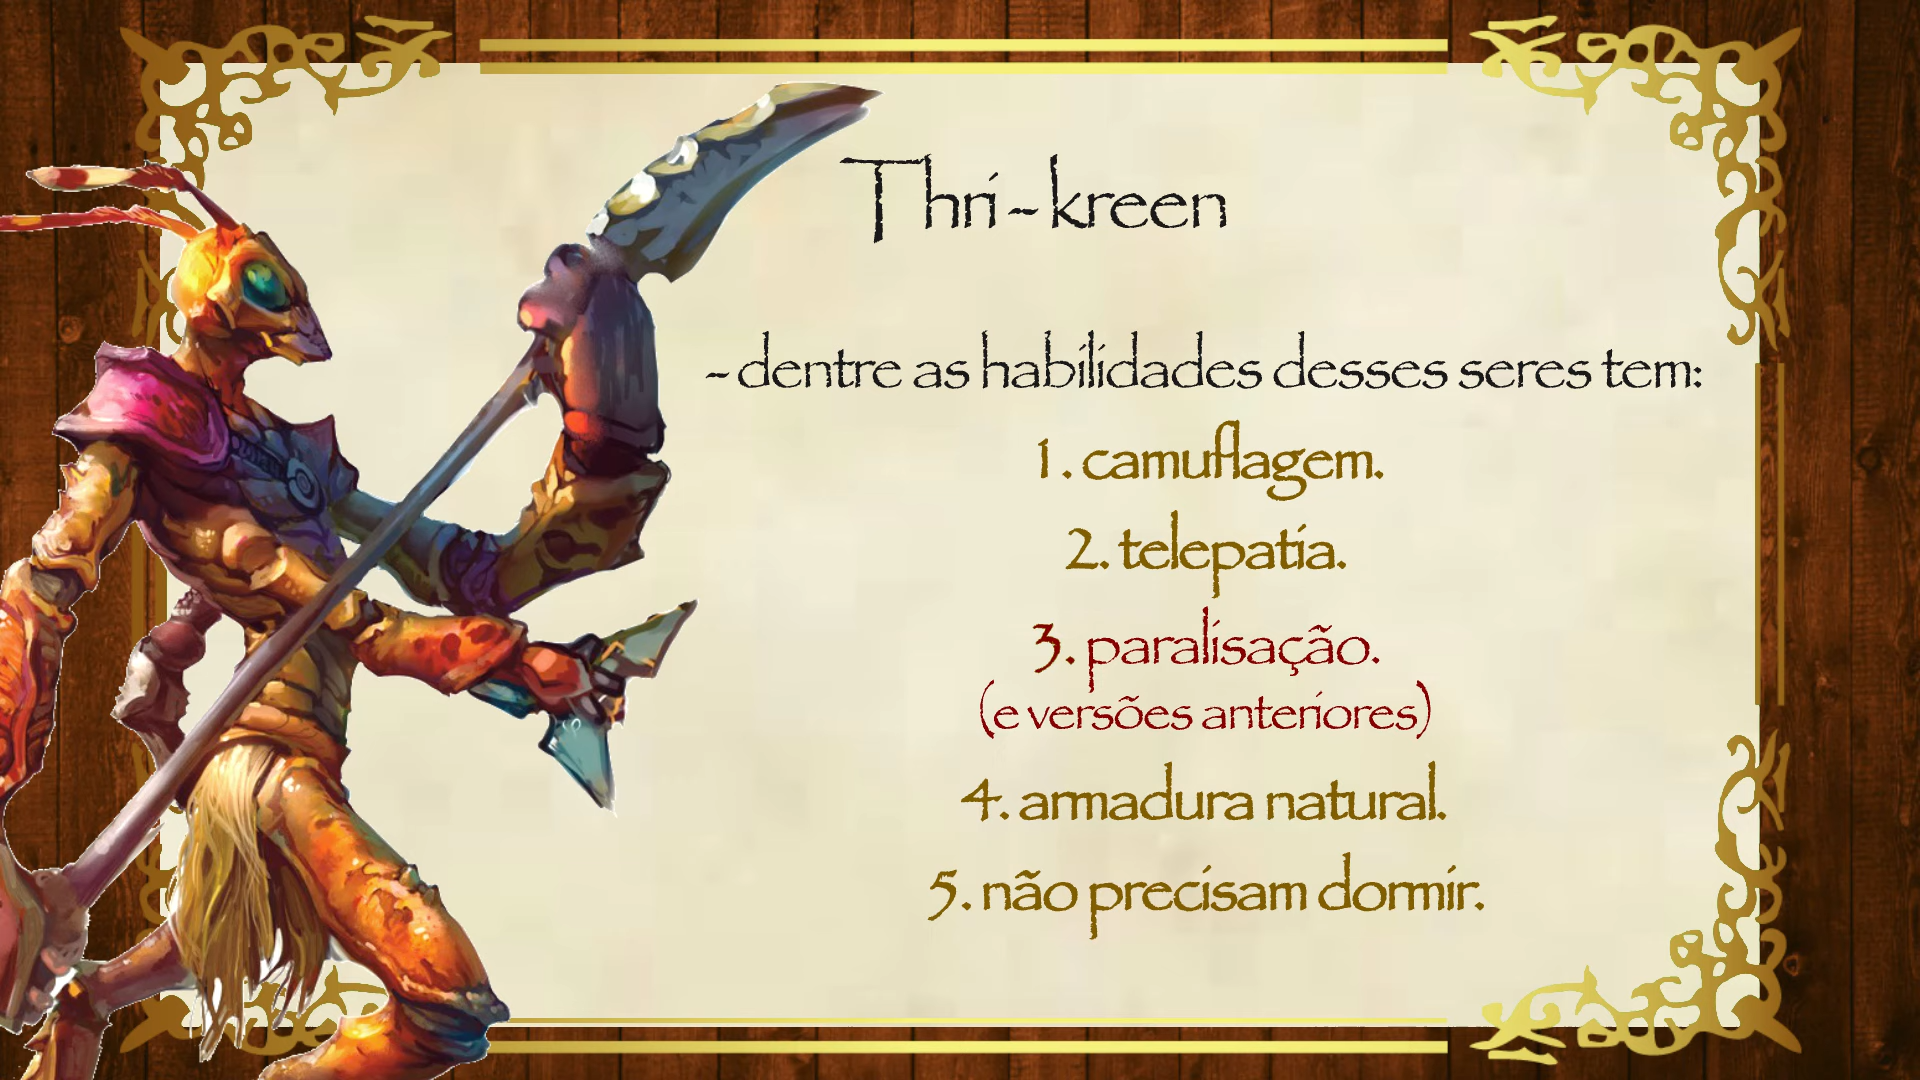 Thri-kreen
- dentre as habilidades desses seres tem:
1. camuflagem.
2. telepatia.
3. paralisação.
(e versões anteriores)
4. armadura natural.
5. não precisam dormir.